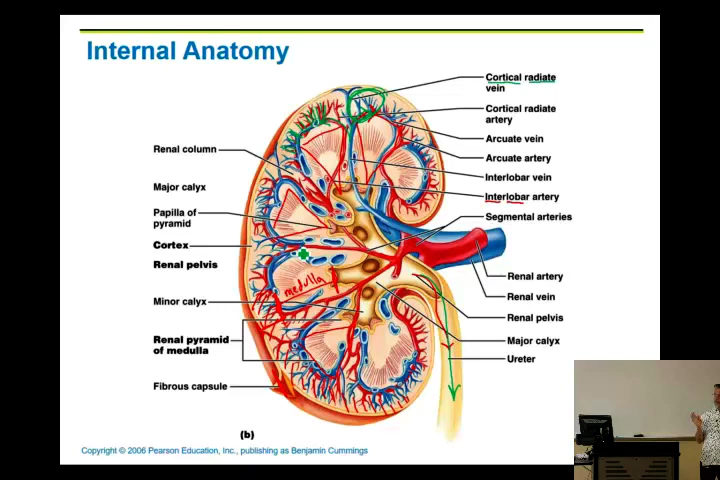 Internal Anatomy
Cortical radiate
vein
Cortical radiate
artery
Arcuate vein
Arcuate artery
Interlobar vein
Interlobar artery
Segmental arteries
Renal column
Major calyx
Papilla of
pyramid
Cortex
Renal pelvis
Minor calyx
Renal pyramid
of medulla
Fibrous capsule
medulla
Renal artery
Renal vein
Renal pelvis
Major calyx
Ureter
(b)
Copyright © 2006 Pearson Education, Inc., publishing as Benjamin Cummings